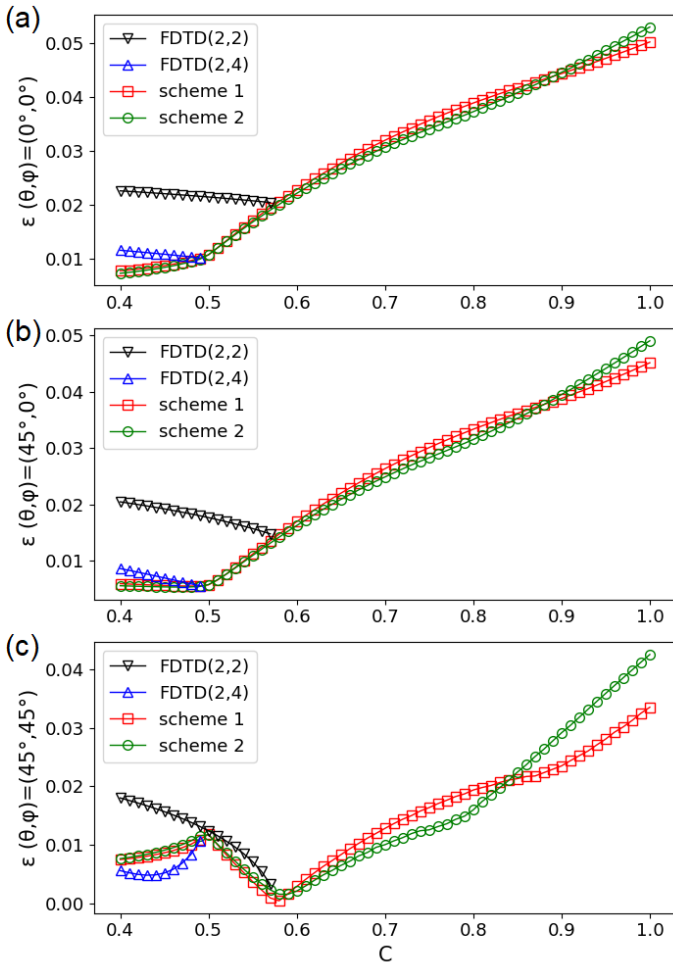 (a)
ε (θ,φ)=(0°,0°)
0.05
0.04
0.03
0.02
0.01
FDTD(2,2)
FDTD(2,4)
scheme 1
scheme 2
0.4 0.5 0.6 0.7 0.8 0.9 1.0
(b)
ε (θ,φ)=(45°,0°)
0.05
0.04
0.03
0.02
0.01
FDTD(2,2)
FDTD(2,4)
scheme 1
scheme 2
0.4 0.5 0.6 0.7 0.8 0.9 1.0
(c)
ε (θ,φ)=(45°,45°)
0.04
0.03
0.02
0.01
0.00
FDTD(2,2)
FDTD(2,4)
scheme 1
scheme 2
0.4 0.5 0.6 0.7 0.8 0.9 1.0
C